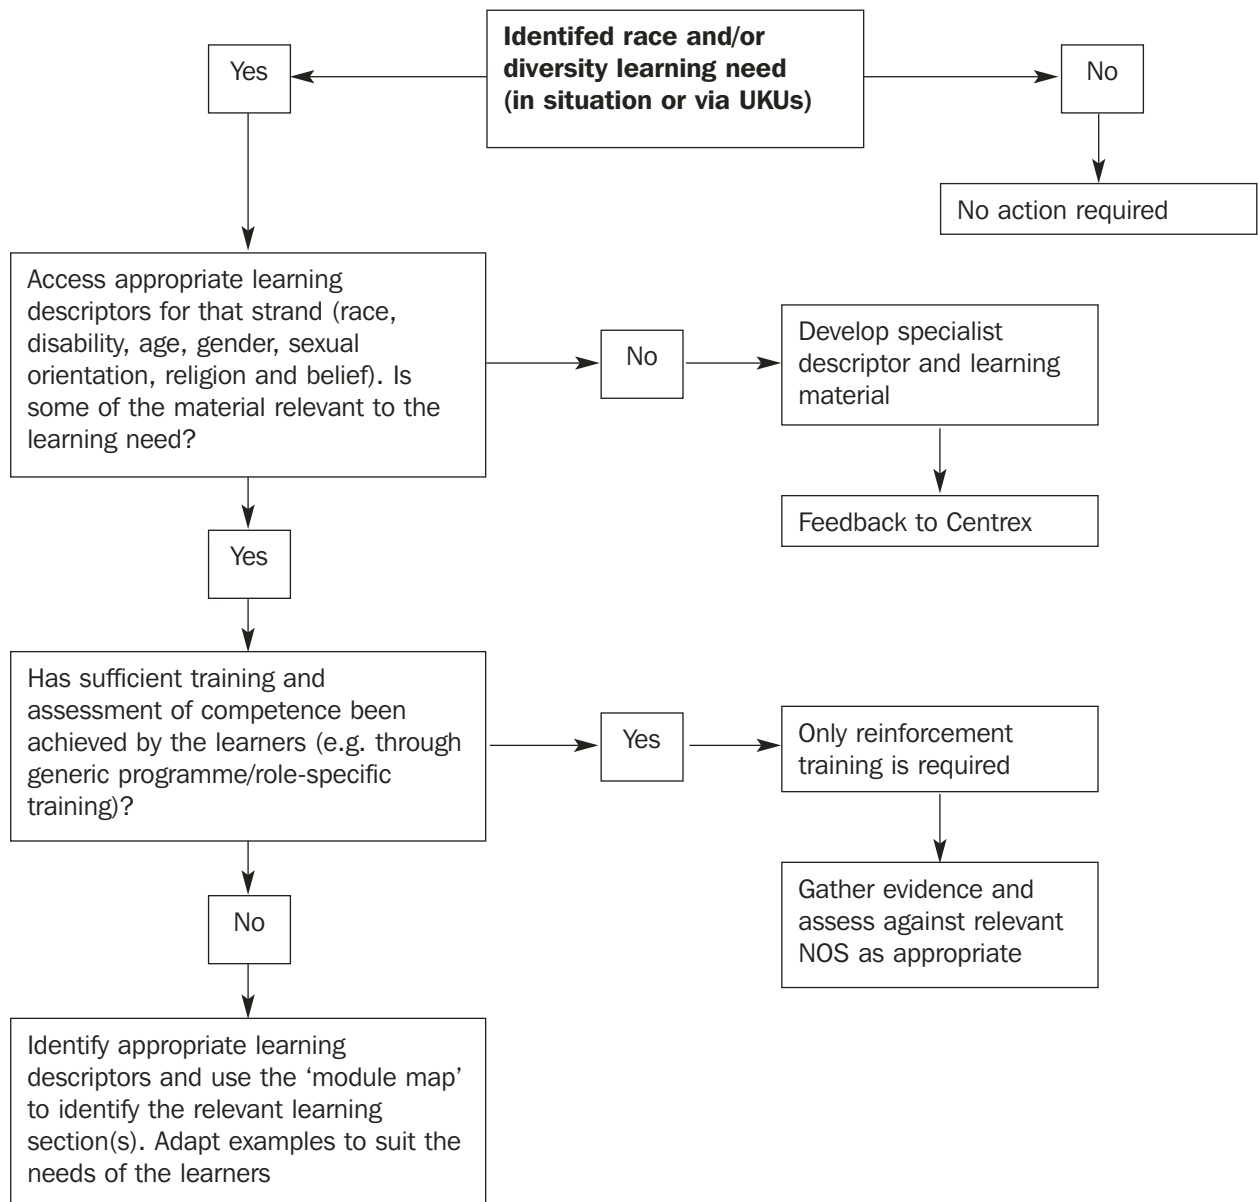 Identifed race and/or
diversity learning need
(in situation or via UKUs)
Yes
No
No action required
Access appropriate learning
descriptors for that strand (race,
disability, age, gender, sexual
orientation, religion and belief). Is
some of the material relevant to the
learning need?
No
Develop specialist
descriptor and learning
material
Feedback to Centrex
Yes
Has sufficient training and
assessment of competence been
achieved by the learners (e.g. through
generic programme/role-specific
training)?
Yes
Only reinforcement
training is required
Gather evidence and
assess against relevant
NOS as appropriate
No
Identify appropriate learning
descriptors and use the ‘module map’
to identify the relevant learning
section(s). Adapt examples to suit the
needs of the learners